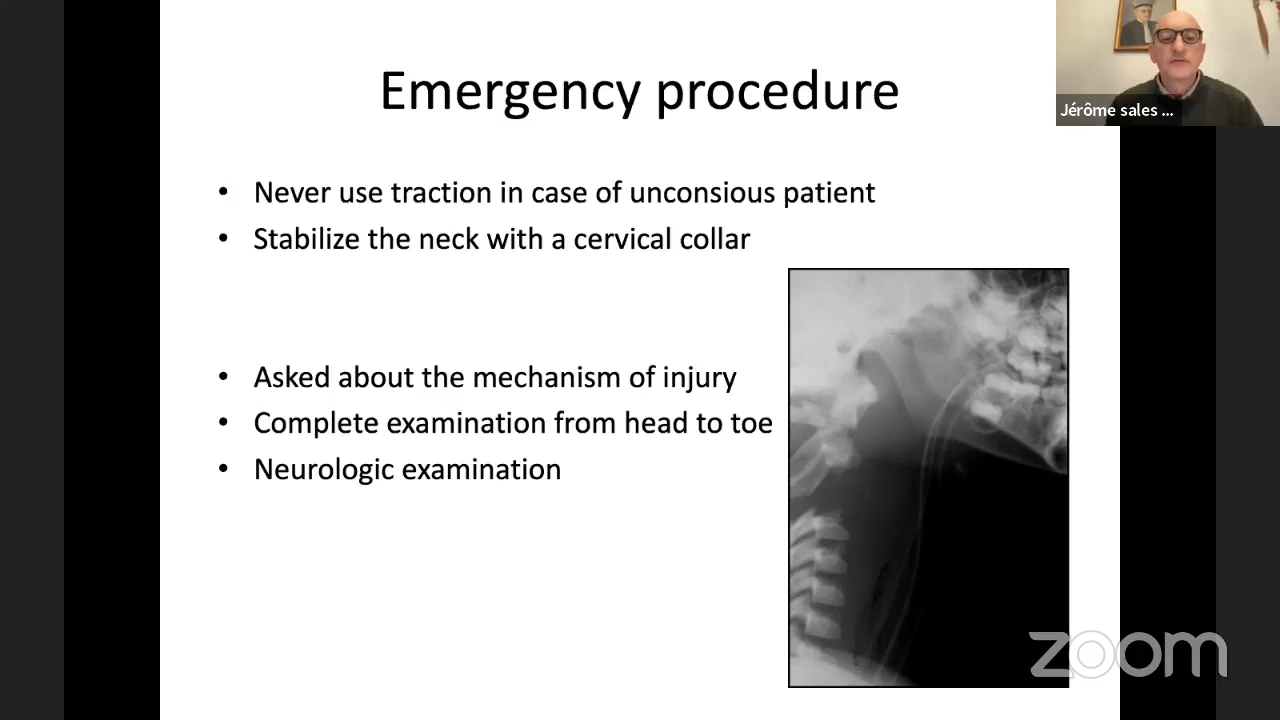 Emergency procedure
Jérôme sales ...
• Never use traction in case of unconsious patient
• Stabilize the neck with a cervical collar
• Asked about the mechanism of injury
• Complete examination from head to toe
• Neurologic examination
zoom